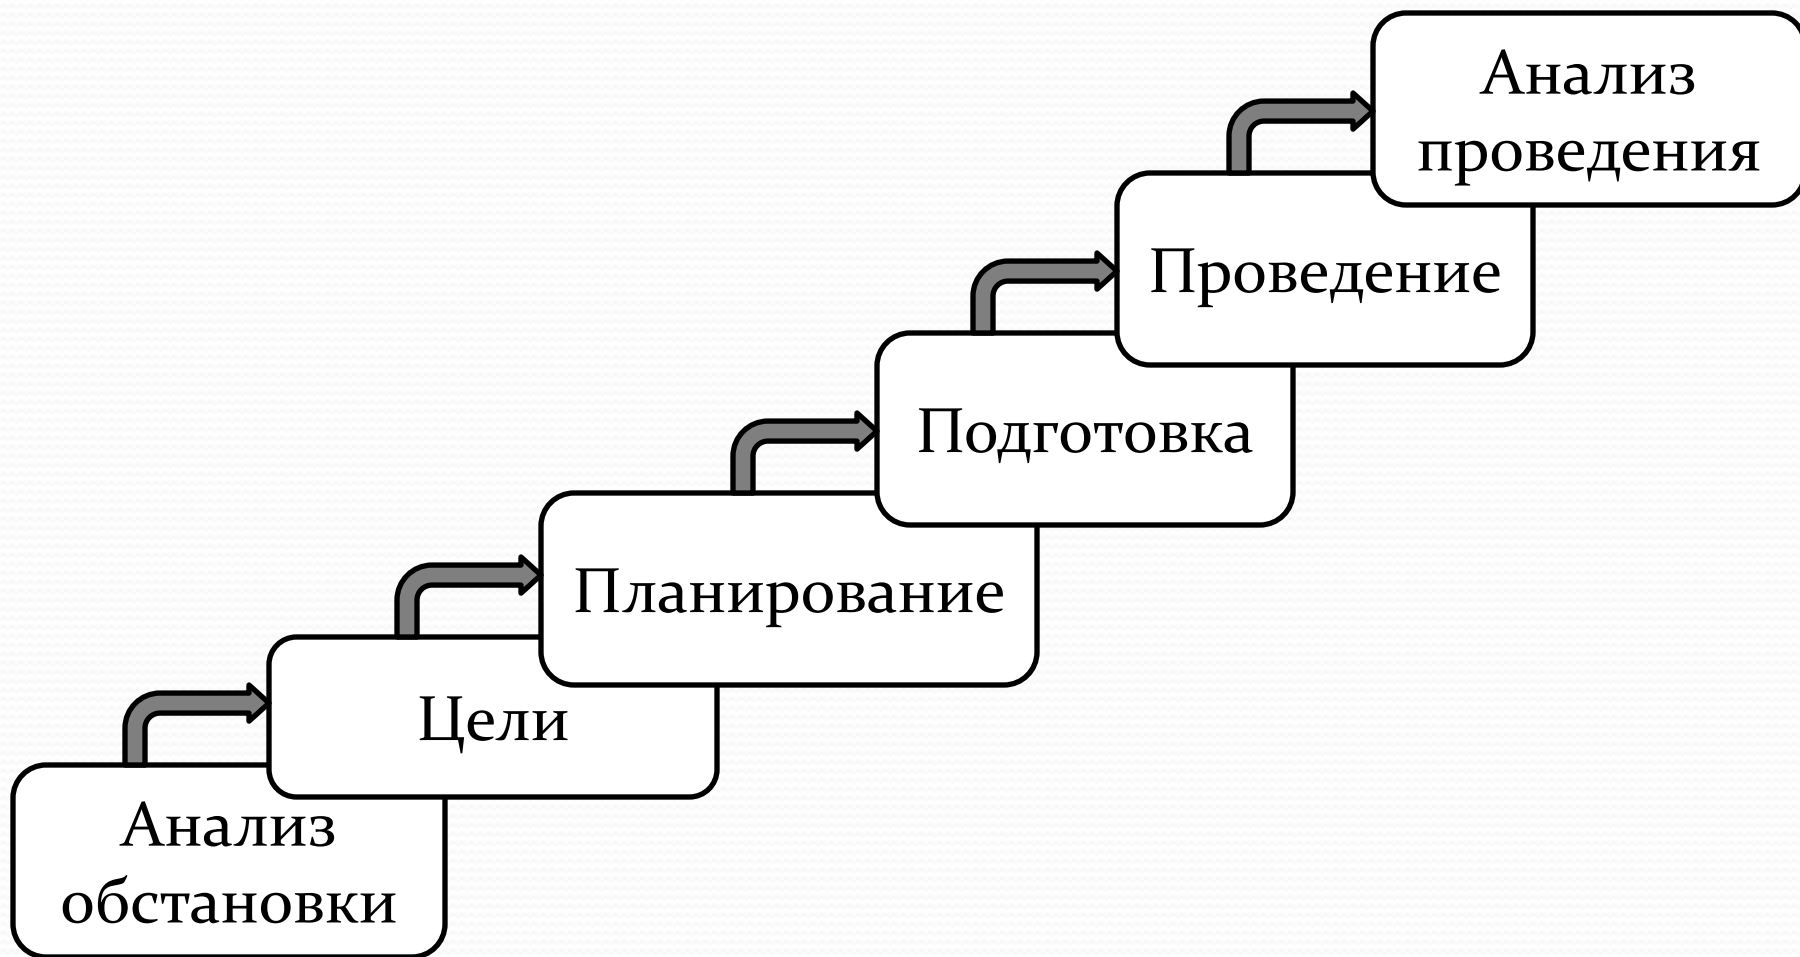 Анализ
проведения
Проведение
Подготовка
Планирование
Цели
Анализ
обстановки